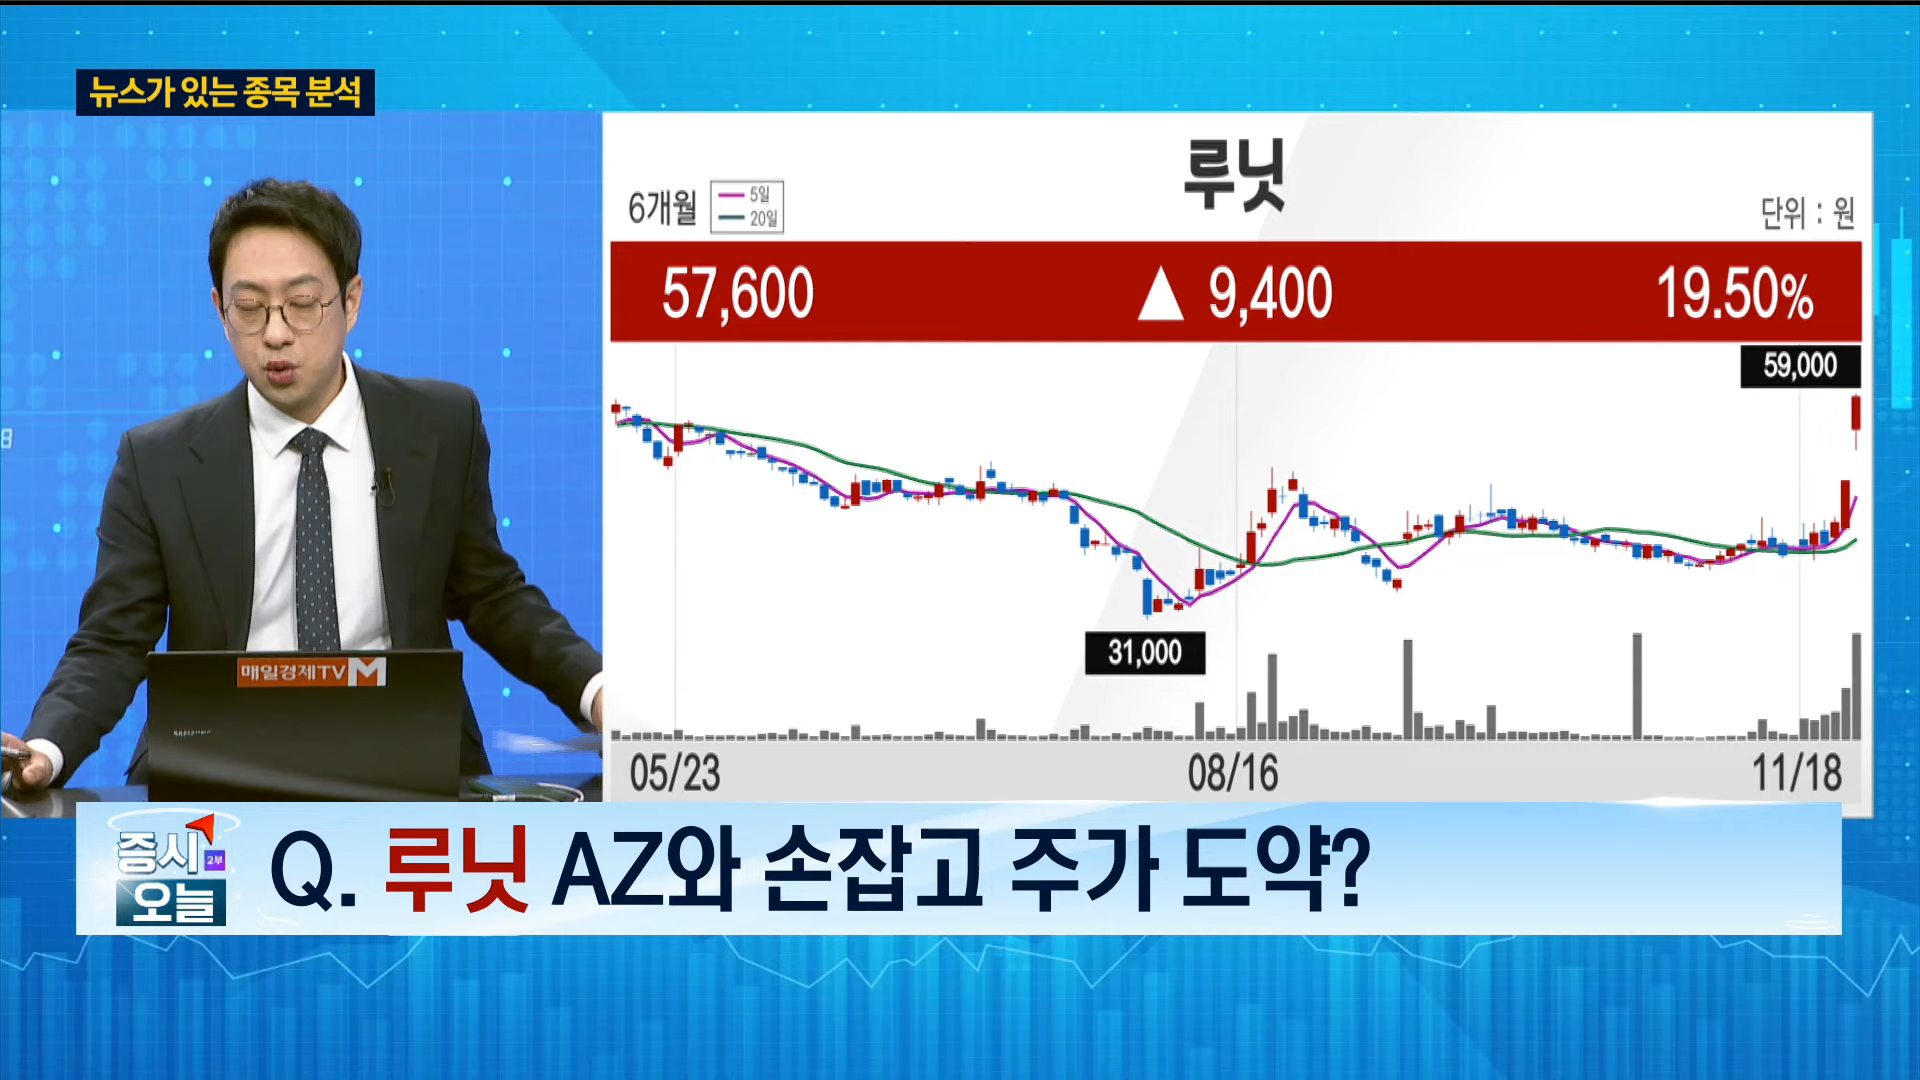 뉴스가 있는 종목 분석
루닛
6개월
5일
20일
단위 : 원
57,600 ▲ 9,400 19.50%
59,000
31,000
05/23 08/16 11/18
8
매일경제TV M
SAMSUNG
증시 2부
오늘
Q. 루닛 AZ와 손잡고 주가 도약?